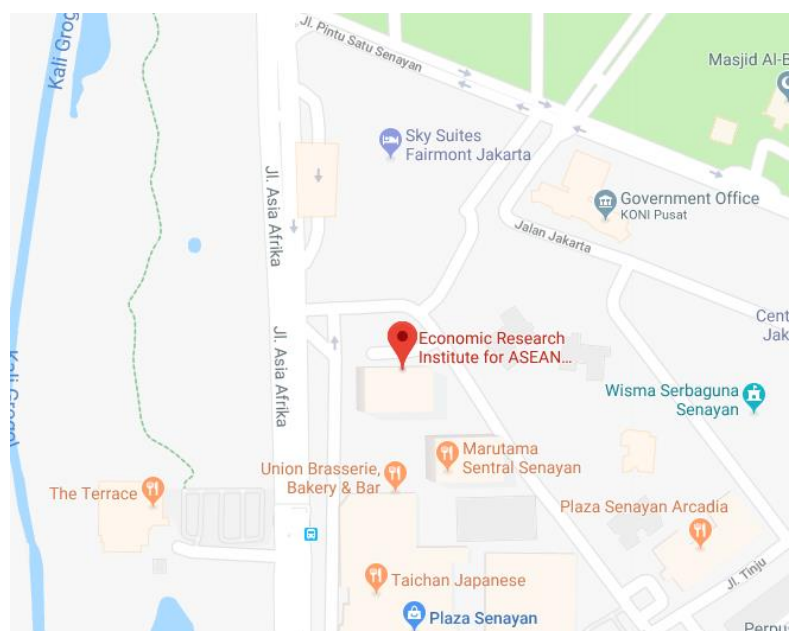 Kali Grog
Jl. Pintu Satu Senayan
Masjid Al-B
Sky Suites
Fairmont Jakarta
Jl. Asia Afrika
Government Office
KONI Pusat
Jalan Jakarta
Cent
Jak
Economic Research
Institute for ASEAN...
Jl. Asia Afrika
Kali Grogol
Wisma Serbaguna
Senayan
Marutama
Sentral Senayan
Union Brasserie,
Bakery & Bar
The Terrace
Plaza Senayan Arcadia
Taichan Japanese
Jl. Tinju
Plaza Senayan
Perpus